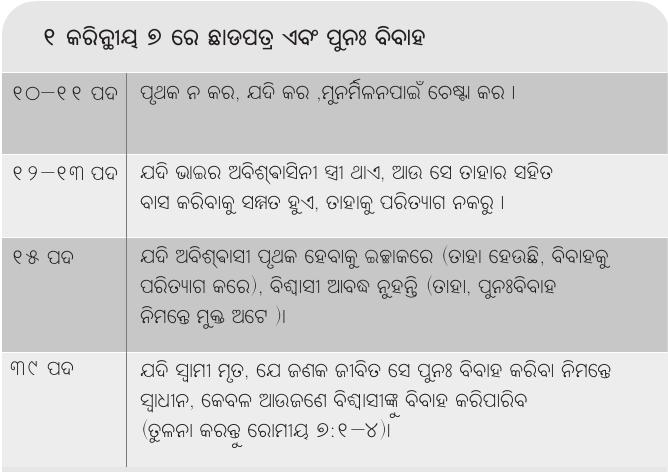 ୧ କରିନ୍ଥୀୟ ୭ ରେ ଛାଡପତ୍ର ଏବଂ ପୁନଃ ବିବାହ
୧୦–୧୧ ପଦ ପୃଥକ ନ କର, ଯଦି କର ,ମୁନର୍ମିଳନପାଇଁ ଚେଷ୍ଟା କର ।
୧୨–୧୩ ପଦ ଯଦି ଭାଇର ଅବିଶ୍ଵାସିନୀ ସ୍ତ୍ରୀ ଥାଏ, ଆଉ ସେ ତାହାର ସହିତ
ବାସ କରିବାକୁ ସମ୍ମତ ହୁଏ, ତାହାକୁ ପରିତ୍ୟାଗ ନକରୁ ।
୧୫ ପଦ ଯଦି ଅବିଶ୍ଵାସୀ ପୃଥକ ହେବାକୁ ଇଚ୍ଛାକରେ (ତାହା ହେଉଛି, ବିବାହକୁ
ପରିତ୍ୟାଗ କରେ), ବିଶ୍ୱାସୀ ଆବଦ୍ଧ ନୁହନ୍ତି (ତାହା, ପୁନଃବିବାହ
ନିମନ୍ତେ ମୁକ୍ତ ଅଟେ )।
୩୯ ପଦ ଯଦି ସ୍ୱାମୀ ମୃତ, ଯେ ଜଣକ ଜୀବିତ ସେ ପୁନଃ ବିବାହ କରିବା ନିମନ୍ତେ
ସ୍ୱାଧୀନ, କେବଳ ଆଉଜଣେ ବିଶ୍ୱାସୀଙ୍କୁ ବିବାହ କରିପାରିବ
(ତୁଳନା କରନ୍ତୁ ରୋମୀୟ ୭:୧–୪)।